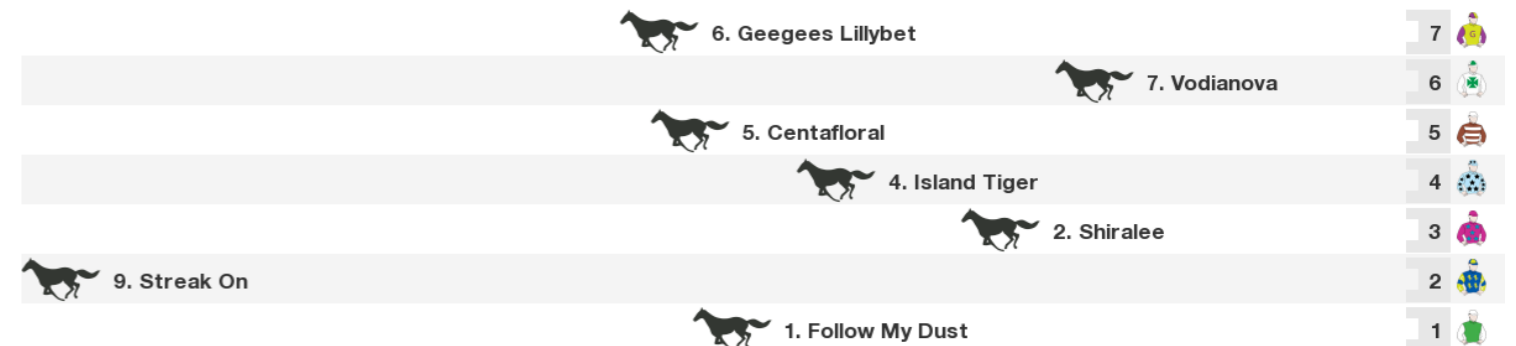 6. Geegees Lillybet 7
7. Vodianova 6
5. Centafloral 5
4. Island Tiger 4
2. Shiralee 3
9. Streak On 2
1. Follow My Dust 1